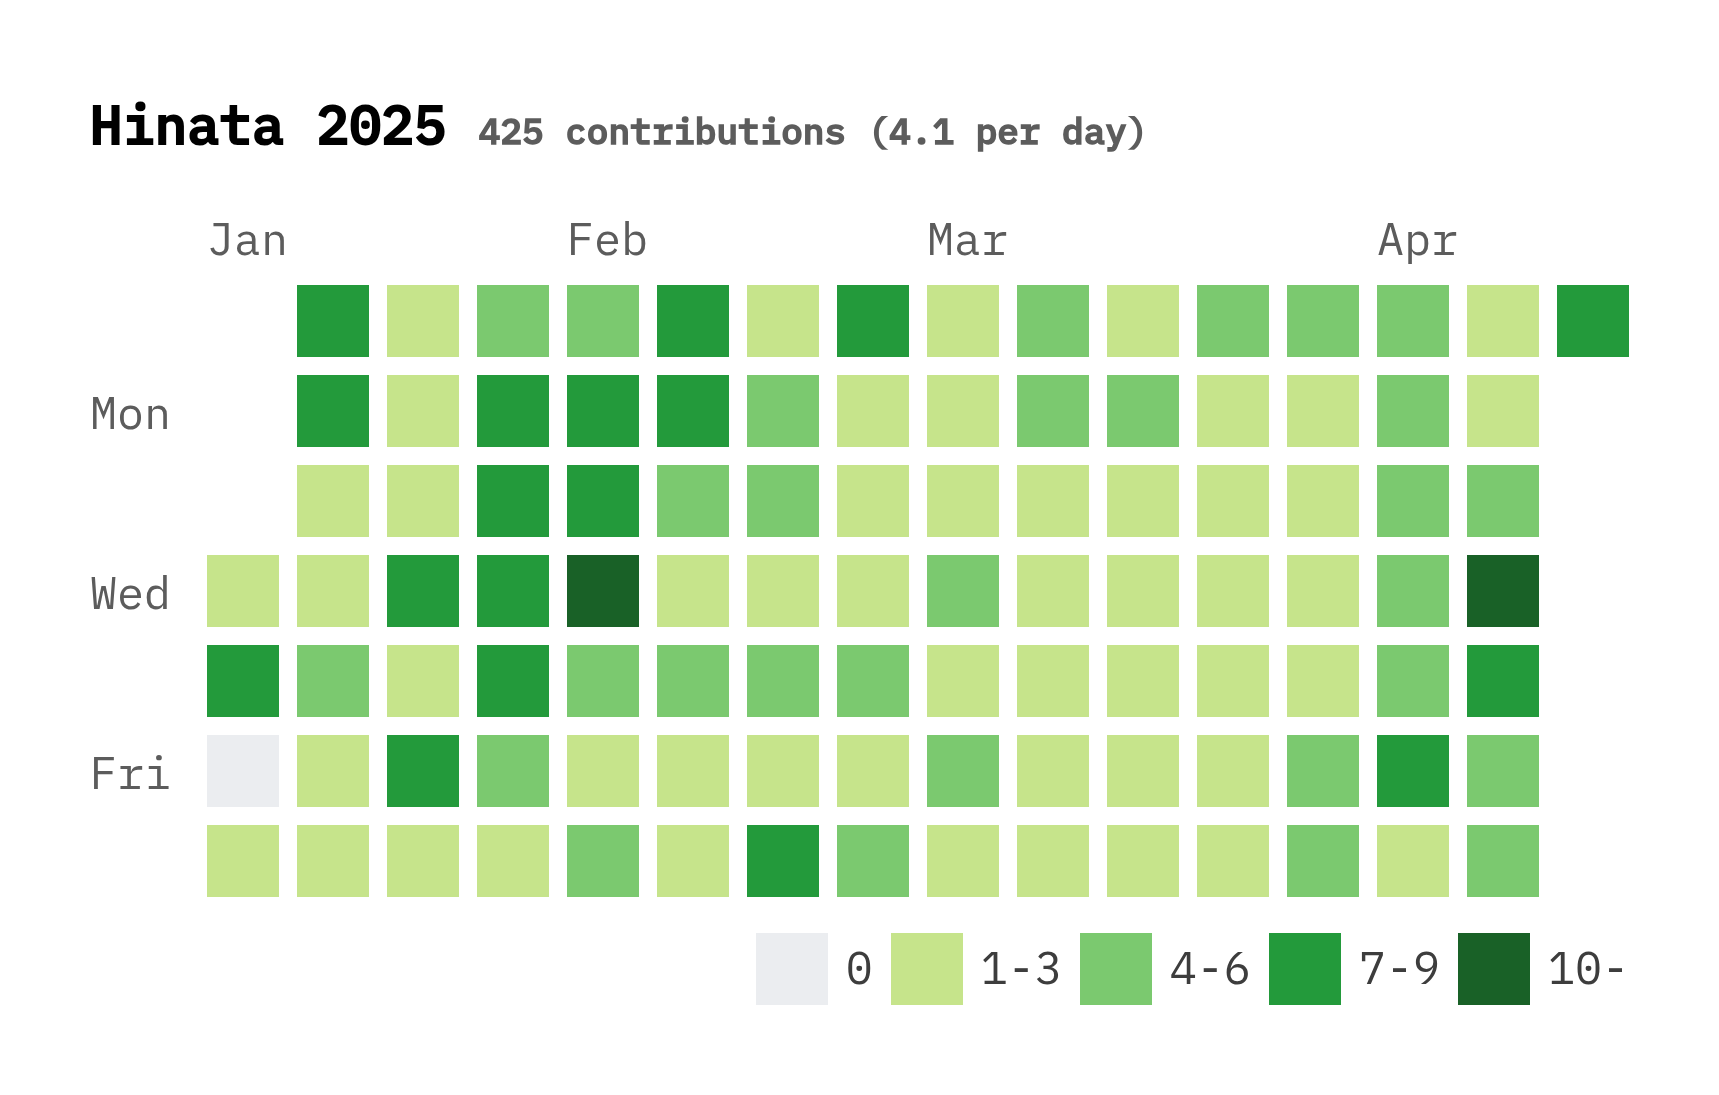 Hinata 2025 425 contributions (4.1 per day)
Jan Feb Mar Apr
Mon
Wed
Fri
0 1-3 4-6 7-9 10-